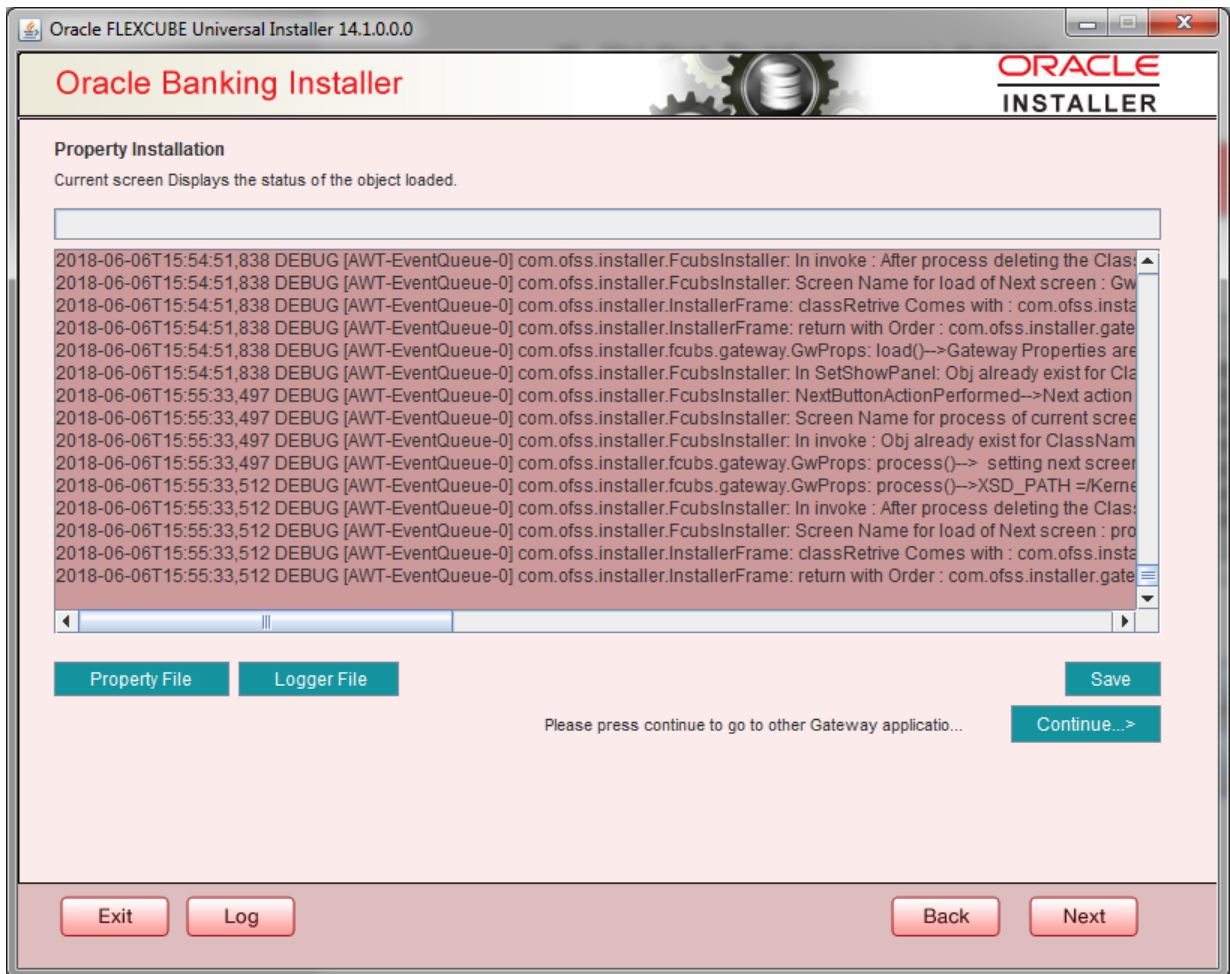 Oracle FLEXCUBE Universal Installer 14.1.0.0.0
Oracle Banking Installer
ORACLE
INSTALLER
Property Installation
Current screen Displays the status of the object loaded.
2018-06-06T15:54:51,838 DEBUG [AWT-EventQueue-0] com.ofss.installer.FcubsInstaller: In invoke : After process deleting the Clas
2018-06-06T15:54:51,838 DEBUG [AWT-EventQueue-0] com.ofss.installer.FcubsInstaller: Screen Name for load of Next screen : Gw
2018-06-06T15:54:51,838 DEBUG [AWT-EventQueue-0] com.ofss.installer.InstallerFrame: classRetrive Comes with : com.ofss.insta
2018-06-06T15:54:51,838 DEBUG [AWT-EventQueue-0] com.ofss.installer.InstallerFrame: return with Order : com.ofss.installer.gate
2018-06-06T15:54:51,838 DEBUG [AWT-EventQueue-0] com.ofss.installer.fcubs.gateway.GwProps: load()-->Gateway Properties are
2018-06-06T15:54:51,838 DEBUG [AWT-EventQueue-0] com.ofss.installer.FcubsInstaller: In SetShowPanel: Obj already exist for Cla
2018-06-06T15:55:33,497 DEBUG [AWT-EventQueue-0] com.ofss.installer.FcubsInstaller: NextButtonActionPerformed-->Next action
2018-06-06T15:55:33,497 DEBUG [AWT-EventQueue-0] com.ofss.installer.FcubsInstaller: Screen Name for process of current scree
2018-06-06T15:55:33,497 DEBUG [AWT-EventQueue-0] com.ofss.installer.FcubsInstaller: In invoke : Obj already exist for ClassNam
2018-06-06T15:55:33,497 DEBUG [AWT-EventQueue-0] com.ofss.installer.fcubs.gateway.GwProps: process()--> setting next screen
2018-06-06T15:55:33,512 DEBUG [AWT-EventQueue-0] com.ofss.installer.fcubs.gateway.GwProps: process()-->XSD_PATH =/Kerne
2018-06-06T15:55:33,512 DEBUG [AWT-EventQueue-0] com.ofss.installer.FcubsInstaller: In invoke : After process deleting the Clas
2018-06-06T15:55:33,512 DEBUG [AWT-EventQueue-0] com.ofss.installer.FcubsInstaller: Screen Name for load of Next screen : pro
2018-06-06T15:55:33,512 DEBUG [AWT-EventQueue-0] com.ofss.installer.InstallerFrame: classRetrive Comes with : com.ofss.insta
2018-06-06T15:55:33,512 DEBUG [AWT-EventQueue-0] com.ofss.installer.InstallerFrame: return with Order : com.ofss.installer.gate
Property File Logger File Save
Please press continue to go to other Gateway applicatio... Continue...>
Exit Log Back Next